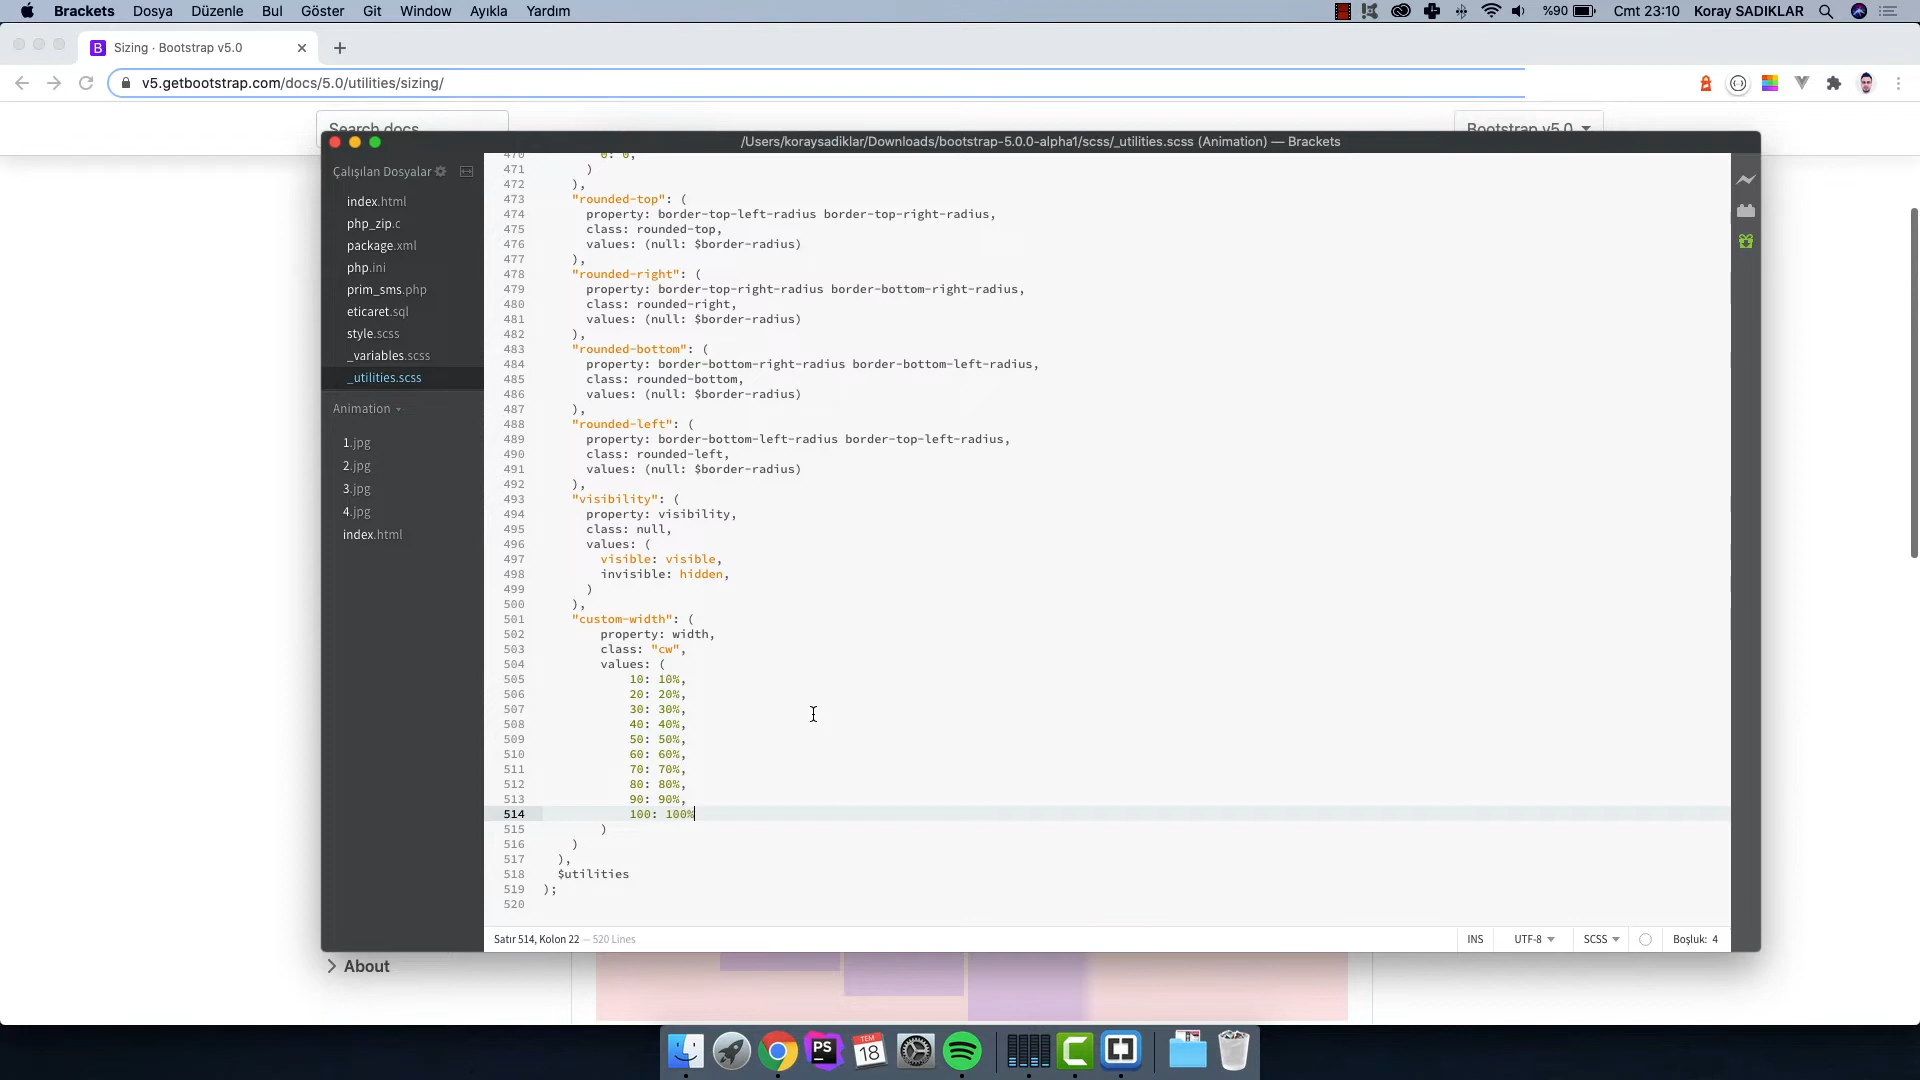 Brackets Dosya Düzenle Bul Göster Git Window Ayıkla Yardım %90 Cmt 23:10 Koray SADIKLAR
Sizing · Bootstrap v5.0
v5.getbootstrap.com/docs/5.0/utilities/sizing/
Search docs
Bootstrap v5.0
/Users/koraysadiklar/Downloads/bootstrap-5.0.0-alpha1/scss/_utilities.scss (Animation) — Brackets
Çalışılan Dosyalar
index.html
php_zip.c
package.xml
php.ini
prim_sms.php
eticaret.sql
style.scss
_variables.scss
_utilities.scss
Animation
1.jpg
2.jpg
3.jpg
4.jpg
index.html
470 0: 0,
471 )
472 ),
473 "rounded-top": (
474 property: border-top-left-radius border-top-right-radius,
475 class: rounded-top,
476 values: (null: $border-radius)
477 ),
478 "rounded-right": (
479 property: border-top-right-radius border-bottom-right-radius,
480 class: rounded-right,
481 values: (null: $border-radius)
482 ),
483 "rounded-bottom": (
484 property: border-bottom-right-radius border-bottom-left-radius,
485 class: rounded-bottom,
486 values: (null: $border-radius)
487 ),
488 "rounded-left": (
489 property: border-bottom-left-radius border-top-left-radius,
490 class: rounded-left,
491 values: (null: $border-radius)
492 ),
493 "visibility": (
494 property: visibility,
495 class: null,
496 values: (
497 visible: visible,
498 invisible: hidden,
499 )
500 ),
501 "custom-width": (
502 property: width,
503 class: "cw",
504 values: (
505 10: 10%,
506 20: 20%,
507 30: 30%,
508 40: 40%,
509 50: 50%,
510 60: 60%,
511 70: 70%,
512 80: 80%,
513 90: 90%,
514 100: 100%
515 )
516 )
517 ),
518 $utilities
519 );
520
Satır 514, Kolon 22 — 520 Lines
INS UTF-8 SCSS Boşluk: 4
About
PS
TEM
18